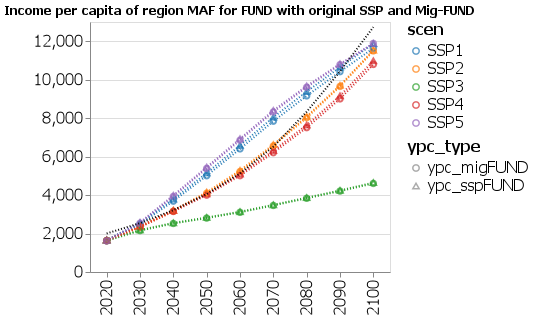 Income per capita of region MAF for FUND with original SSP and Mig-FUND
12,000
10,000
8,000
6,000
4,000
2,000
0
2020
2030
2040
2050
2060
2070
2080
2090
2100
scen
SSP1
SSP2
SSP3
SSP4
SSP5
ypc_type
ypc_migFUND
ypc_sspFUND